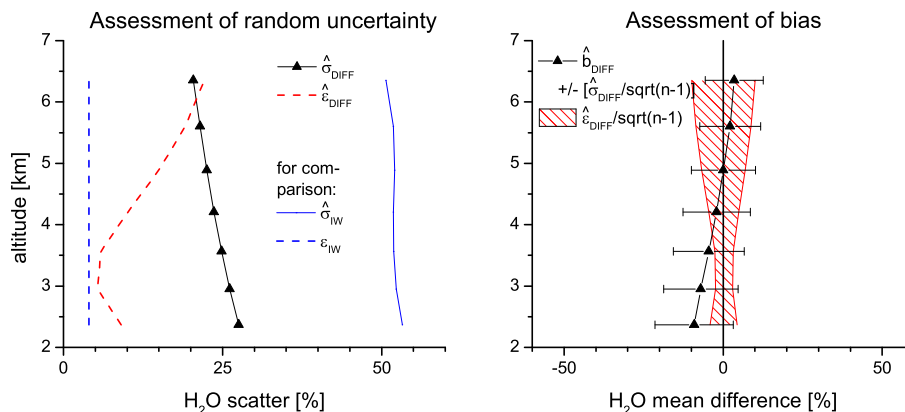 Assessment of random uncertainty
7
6
5
4
3
2
altitude [km]
σ̂DIFF
ε̂DIFF
for com-
parison:
σ̂IW
εIW
0
25
50
H₂O scatter [%]
Assessment of bias
7
6
5
4
3
2
b̂DIFF
+/- [σ̂DIFF/sqrt(n-1)]
ε̂DIFF/sqrt(n-1)
-50
0
50
H₂O mean difference [%]